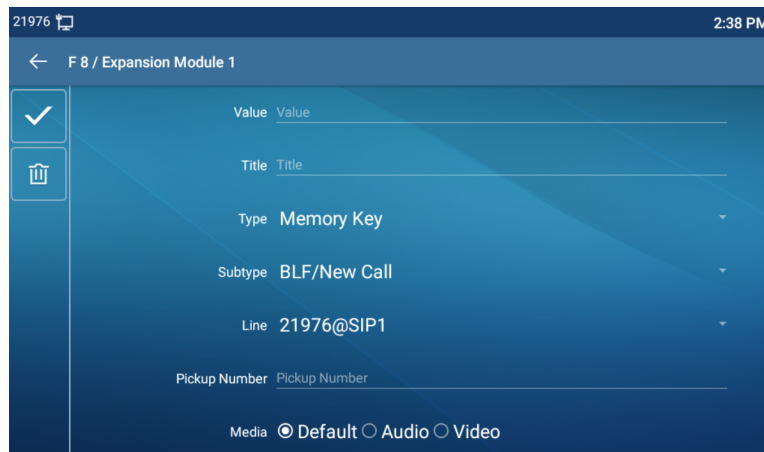 21976 2:38 PM
F 8 / Expansion Module 1
Value Value
Title Title
Type Memory Key
Subtype BLF/New Call
Line 21976@SIP1
Pickup Number Pickup Number
Media Default Audio Video